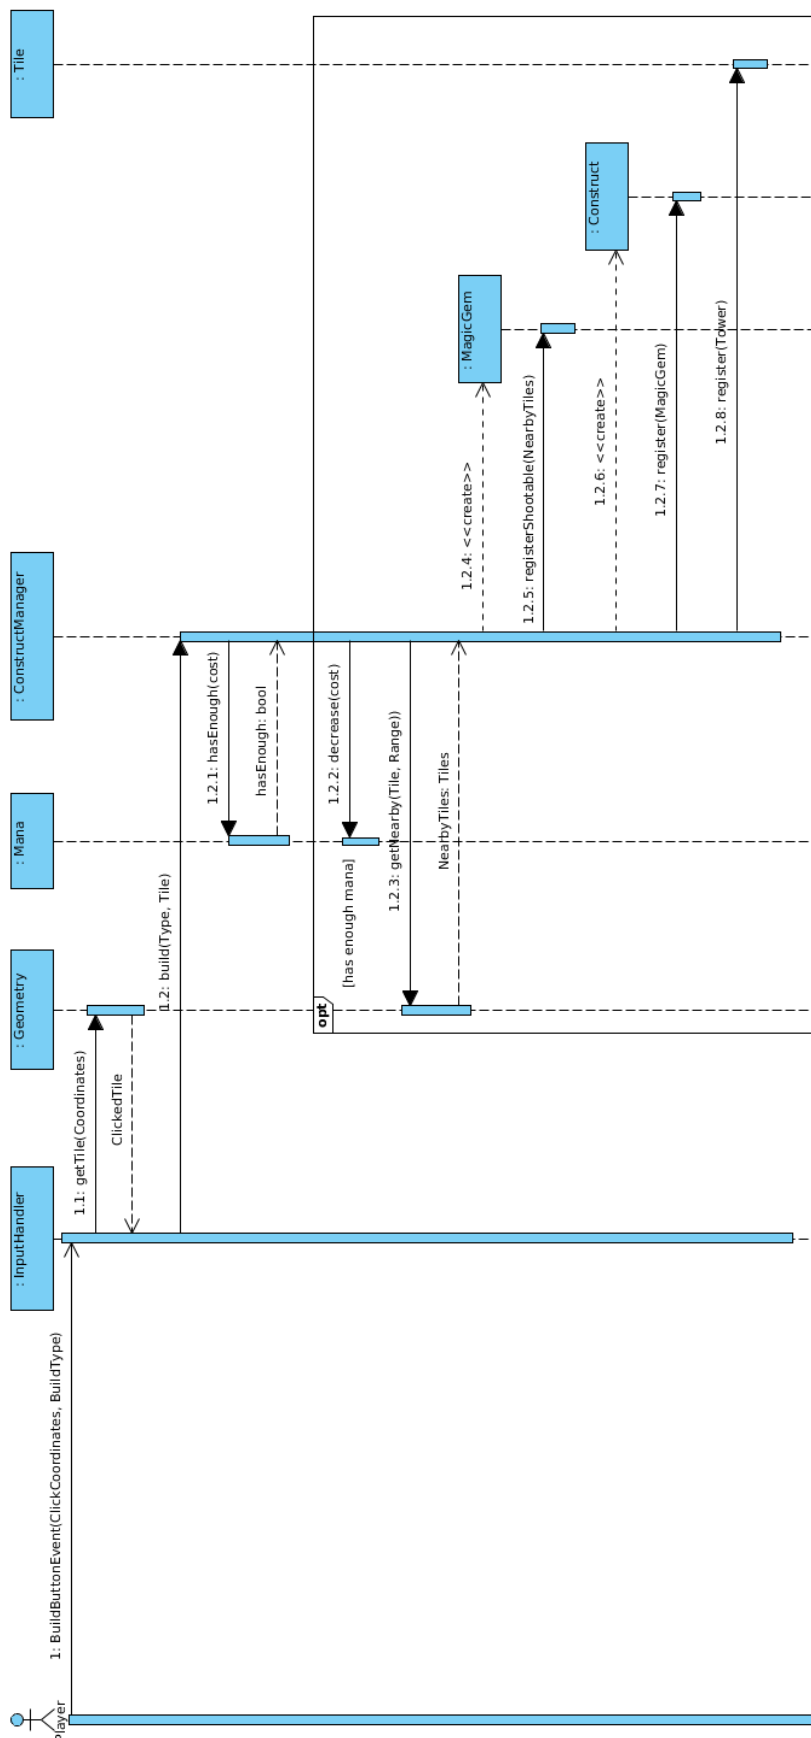 Player
: InputHandler
: Geometry
: Mana
: ConstructManager
: Tile
1: BuildButtonEvent(ClickCoordinates, BuildType)
1.1: getTile(Coordinates)
ClickedTile
1.2: build(Type, Tile)
1.2.1: hasEnough(cost)
hasEnough: bool
opt
[has enough mana]
1.2.2: decrease(cost)
1.2.3: getNearby(Tile, Range))
NearbyTiles: Tiles
1.2.4: <<create>>
: MagicGem
1.2.5: registerShootable(NearbyTiles)
1.2.6: <<create>>
: Construct
1.2.7: register(MagicGem)
1.2.8: register(Tower)